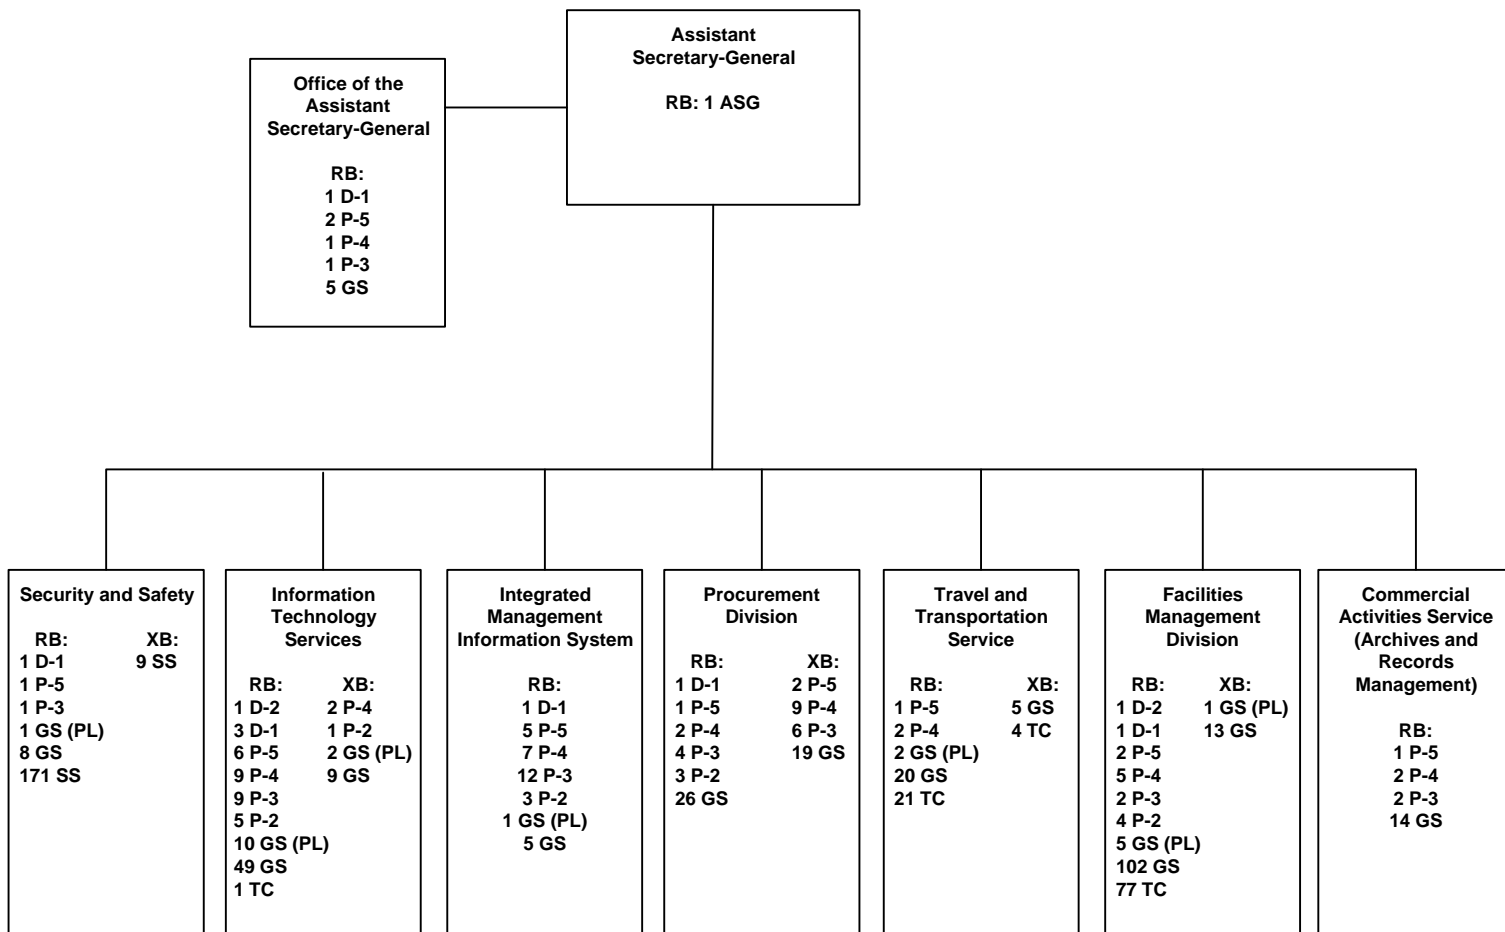 Assistant
Secretary-General
RB: 1 ASG
Office of the
Assistant
Secretary-General
RB:
1 D-1
2 P-5
1 P-4
1 P-3
5 GS
Security and Safety
RB: XB:
1 D-1 9 SS
1 P-5
1 P-3
1 GS (PL)
8 GS
171 SS
Information
Technology
Services
RB: XB:
1 D-2 2 P-4
3 D-1 1 P-2
6 P-5 2 GS (PL)
9 P-4 9 GS
9 P-3
5 P-2
10 GS (PL)
49 GS
1 TC
Integrated
Management
Information System
RB:
1 D-1
5 P-5
7 P-4
12 P-3
3 P-2
1 GS (PL)
5 GS
Procurement
Division
RB: XB:
1 D-1 2 P-5
1 P-5 9 P-4
2 P-4 6 P-3
4 P-3 19 GS
3 P-2
26 GS
Travel and
Transportation
Service
RB: XB:
1 P-5 5 GS
2 P-4 4 TC
2 GS (PL)
20 GS
21 TC
Facilities
Management
Division
RB: XB:
1 D-2 1 GS (PL)
1 D-1 13 GS
2 P-5
5 P-4
2 P-3
4 P-2
5 GS (PL)
102 GS
77 TC
Commercial
Activities Service
(Archives and
Records
Management)
RB:
1 P-5
2 P-4
2 P-3
14 GS